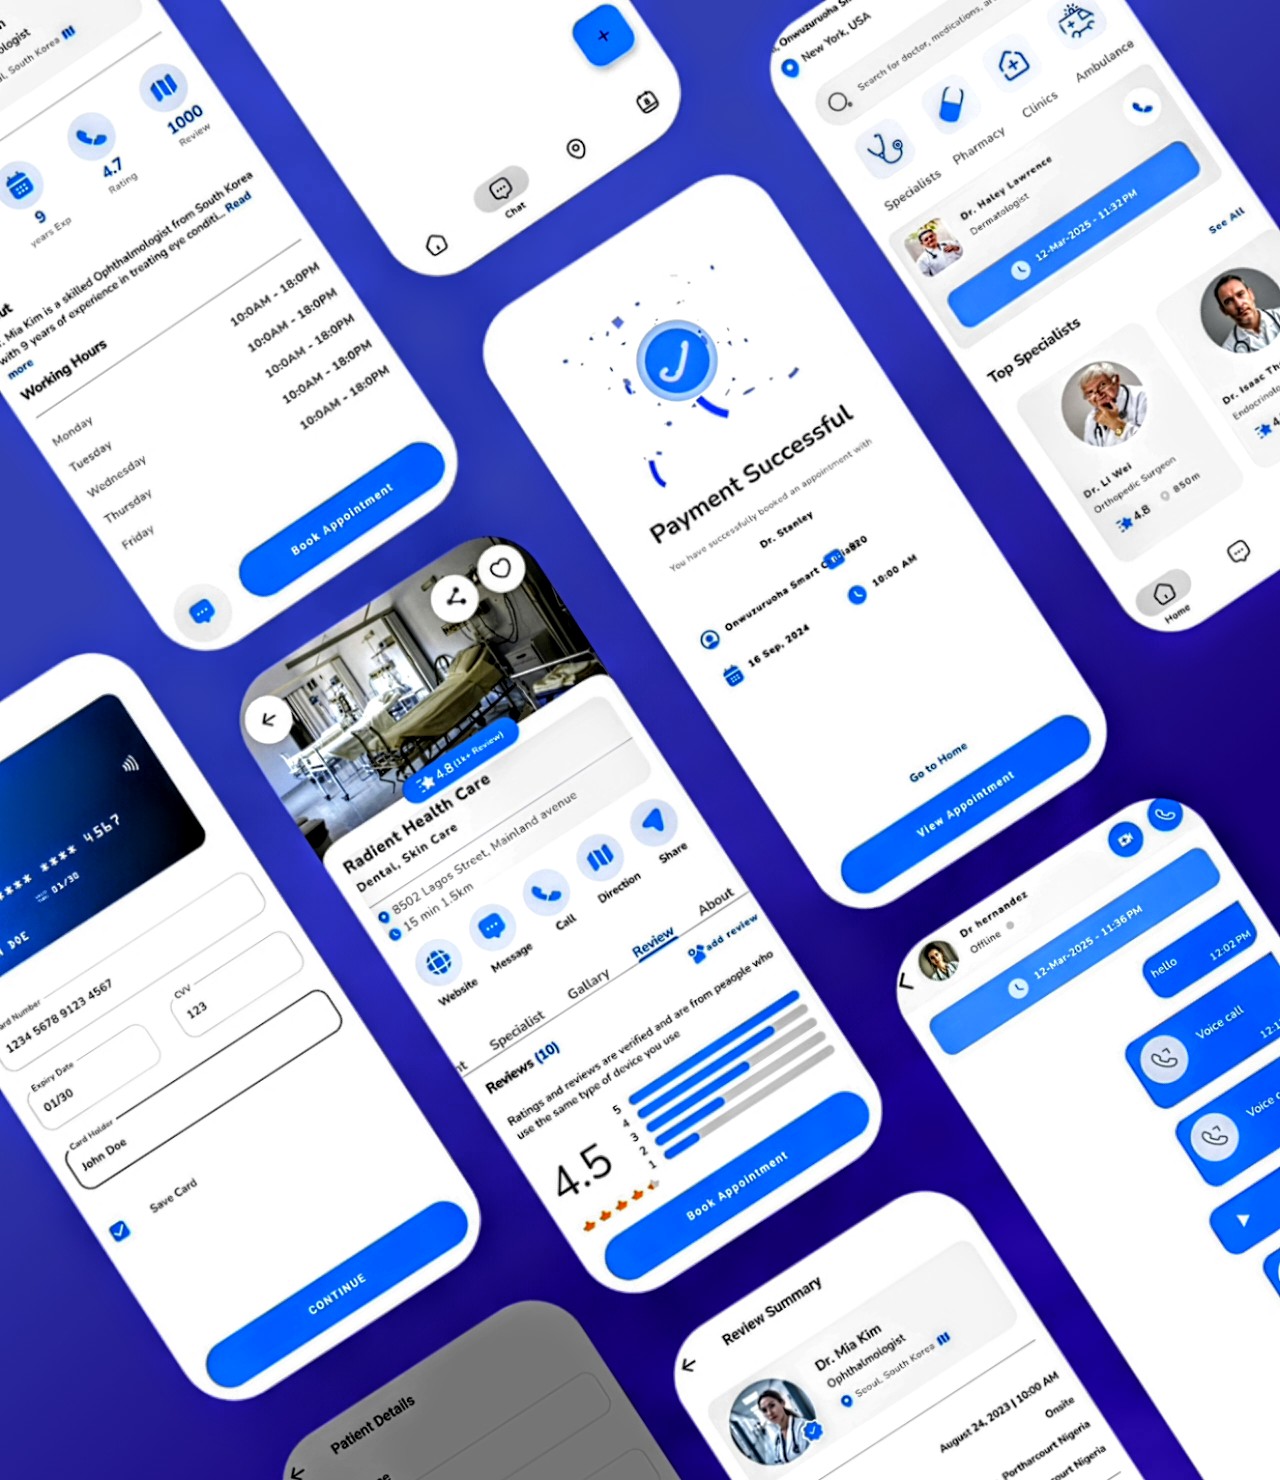 ologist
, South Korea
9
years Exp
4.7
Rating
1000
Review
ut
Mia Kim is a skilled Ophthalmologist from South Korea
with 9 years of experience in treating eye conditi... Read
more
Working Hours
Monday
10:0AM - 18:0PM
Tuesday
10:0AM - 18:0PM
Wednesday
10:0AM - 18:0PM
Thursday
10:0AM - 18:0PM
Friday
10:0AM - 18:0PM
Book Appointment
+
Chat
Onwuzuruoha
New York, USA
Search for doctor, medications,
Specialists
Pharmacy
Clinics
Ambulance
Dr. Haley Lawrence
Dermatologist
12-Mar-2025 - 11:32PM
Top Specialists
See All
Dr. Li Wei
Orthopedic Surgeon
4.8
850m
Dr. Isaac Th
Endocrinolo
4
Home
Payment Successful
You have successfully booked an appointment with
Dr. Stanley
Onwuzuruoha Smart
16 Sep, 2024
10:00 AM
Go to Home
View Appointment
**** **** 4567
01/30
DOE
ard Number
1234 5678 9123 4567
Expiry Date
01/30
CVV
123
Card Holder
John Doe
Save Card
CONTINUE
4.8 (1k+ Review)
Radient Health Care
Dental, Skin Care
8502 Lagos Street, Mainland avenue
15 min 1.5km
Website
Message
Call
Direction
Share
nt
Specialist
Gallary
Review
About
Reviews (10)
add review
Ratings and reviews are verified and are from peaople who
use the same type of device you use
4.5
5
4
3
2
1
Book Appointment
Dr hernandez
Offline
12-Mar-2025 - 11:36PM
hello
12:02PM
Voice call
12:1
Voice c
Patient Details
Review Summary
Dr. Mia Kim
Ophthalmologist
Seoul, South Korea
August 24, 2023 | 10:00 AM
Onsite
Portharcourt Nigeria
court Nigeria